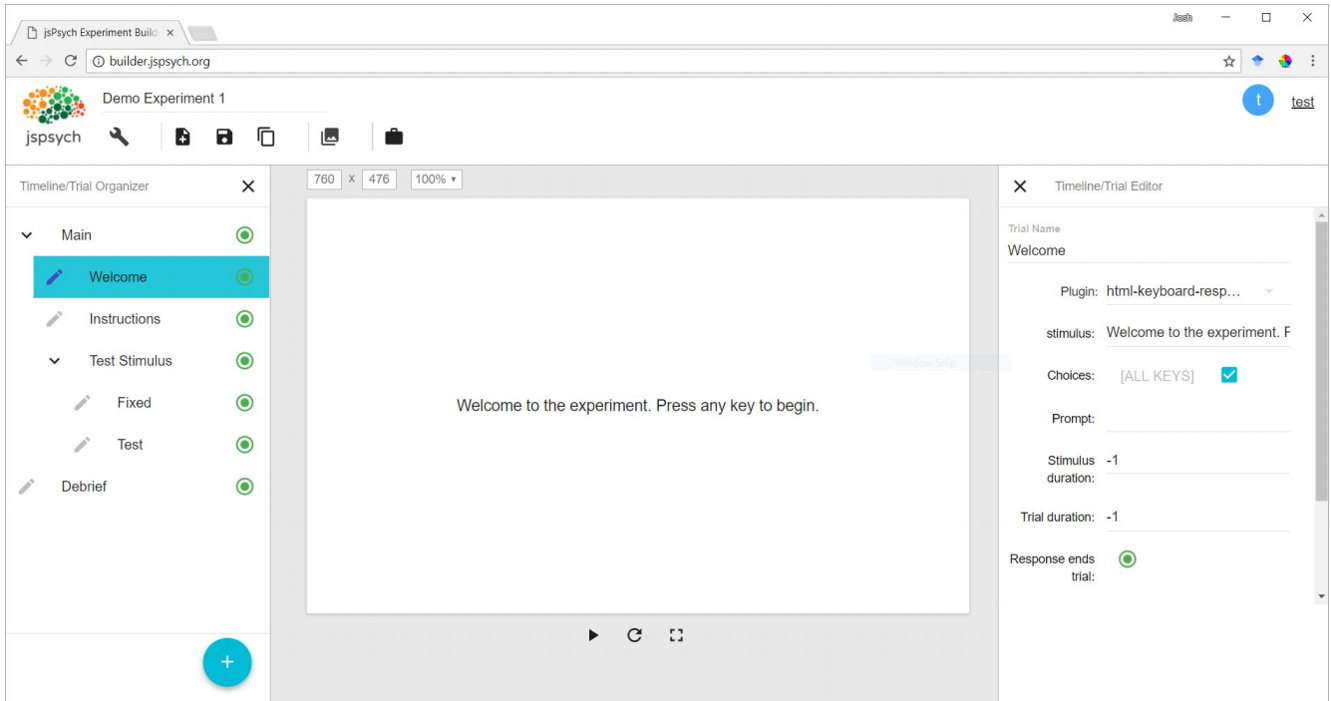 Josh
jsPsych Experiment Build
builder.jspsych.org
Demo Experiment 1
t
test
jspsych
Timeline/Trial Organizer
760 x 476 100%
Timeline/Trial Editor
Main
Welcome
Instructions
Test Stimulus
Fixed
Test
Debrief
Welcome to the experiment. Press any key to begin.
Window Snip
Trial Name
Welcome
Plugin: html-keyboard-resp...
stimulus: Welcome to the experiment. F
Choices: [ALL KEYS]
Prompt:
Stimulus -1
duration:
Trial duration: -1
Response ends
trial: